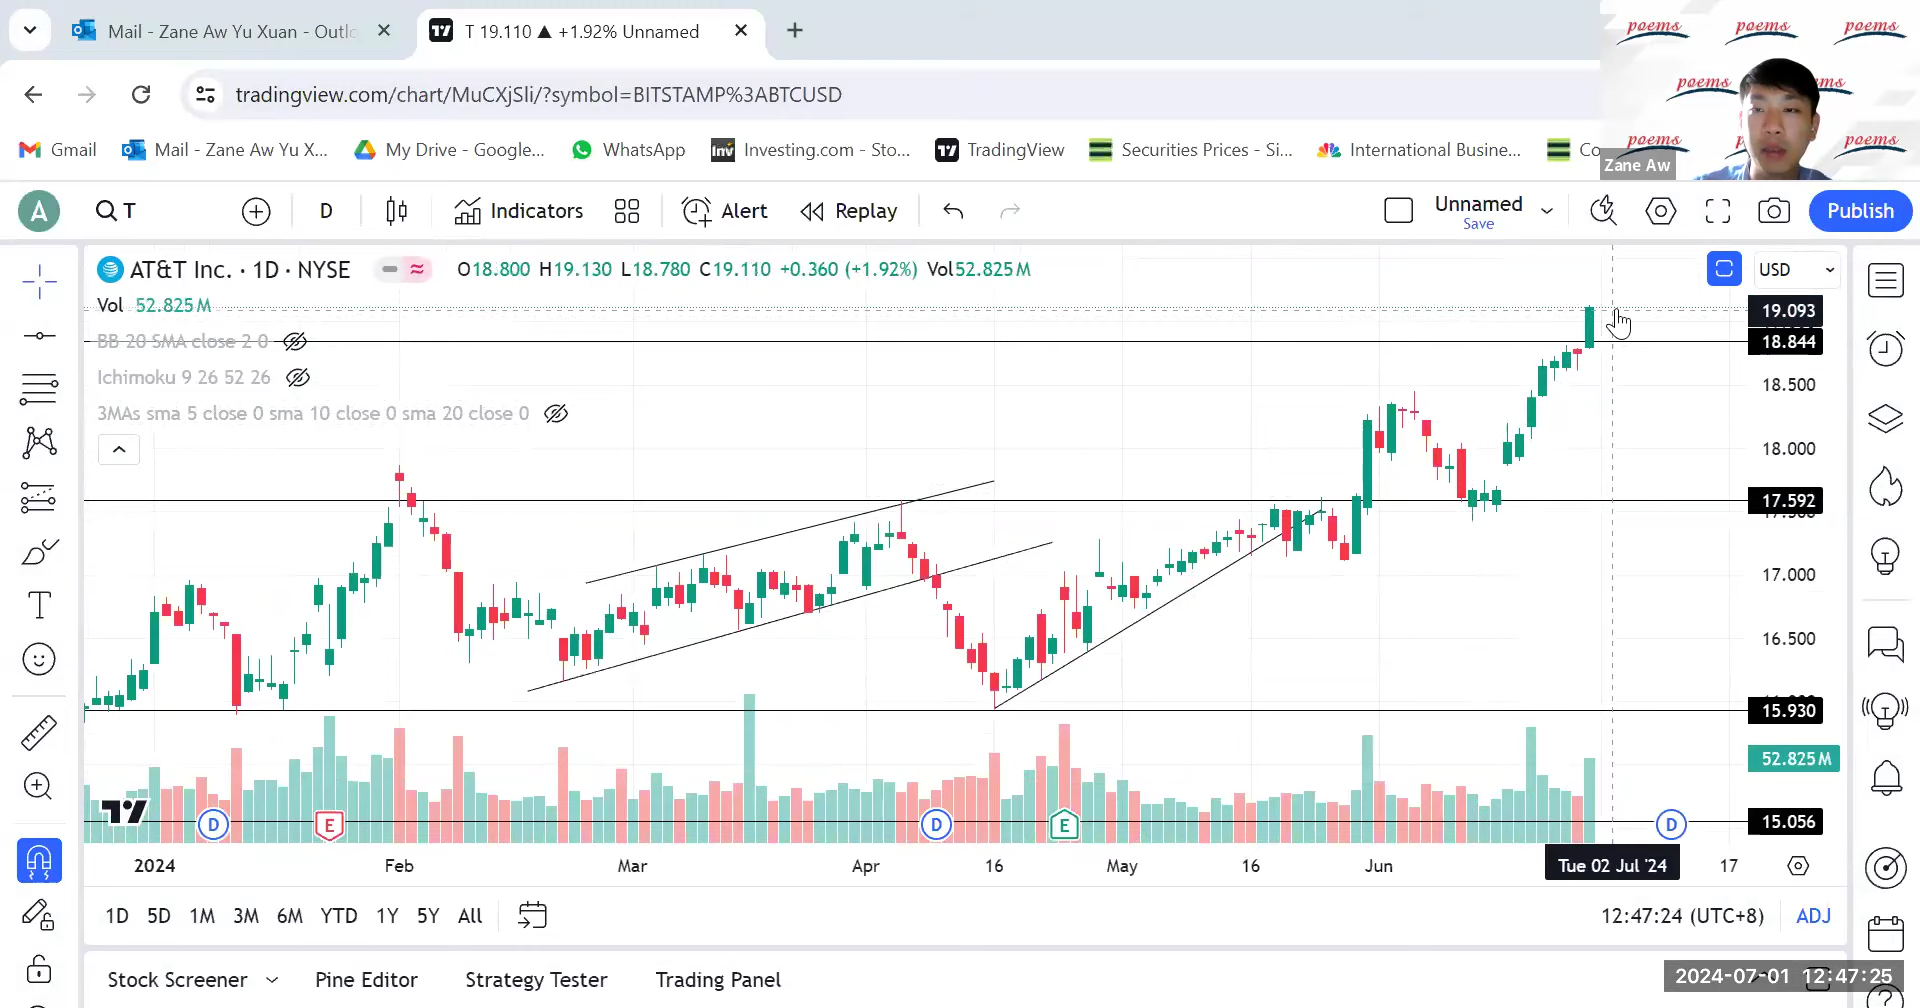 Mail - Zane Aw Yu Xuan - Outlo
T 19.110 ▲ +1.92% Unnamed
tradingview.com/chart/MuCXjSli/?symbol=BITSTAMP%3ABTCUSD
Gmail
Mail - Zane Aw Yu X...
My Drive - Google...
WhatsApp
Inv
Investing.com - Sto...
TradingView
Securities Prices - Si...
International Busine...
Co
poems poems poems
poems
poems poems
Zane Aw
A
T
D
Indicators
Alert
Replay
Unnamed
Save
Publish
AT&T Inc. · 1D · NYSE
O18.800 H19.130 L18.780 C19.110 +0.360 (+1.92%) Vol52.825 M
USD
Vol 52.825 M
BB 20 SMA close 2 0
Ichimoku 9 26 52 26
3MAs sma 5 close 0 sma 10 close 0 sma 20 close 0
19.093
18.844
18.500
18.000
17.592
17.000
16.500
15.930
52.825 M
15.056
D
E
D
E
D
2024 Feb Mar Apr 16 May 16 Jun Tue 02 Jul '24 17
1D 5D 1M 3M 6M YTD 1Y 5Y All
12:47:24 (UTC+8)
ADJ
Stock Screener
Pine Editor
Strategy Tester
Trading Panel
2024-07-01 12:47:25